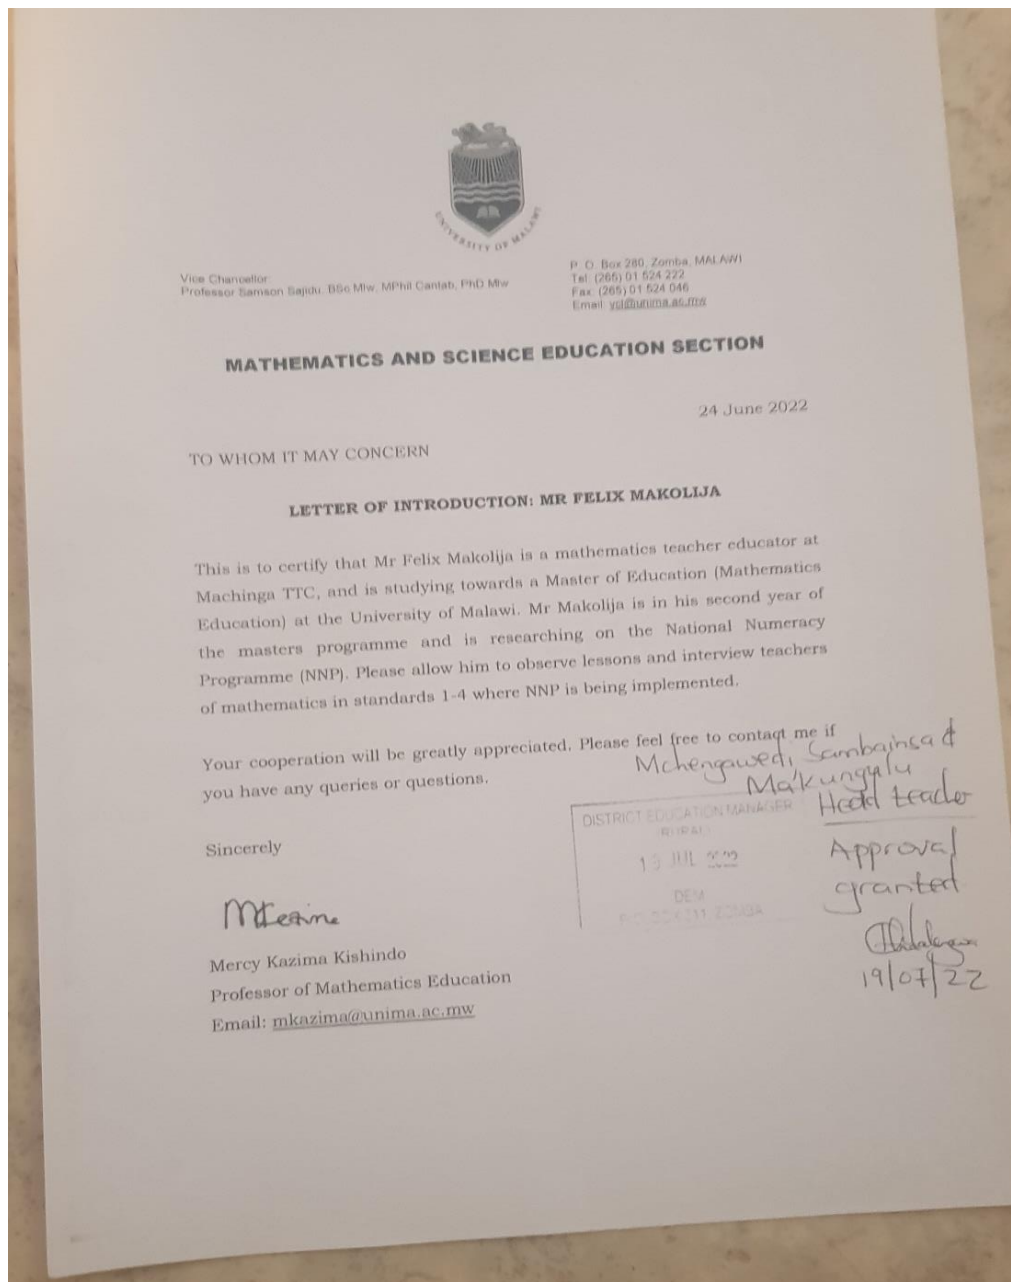 UNIVERSITY OF MALAWI
Vice Chancellor:
Professor Samson Sajidu, BSc Mlw, MPhil Cantab, PhD Mlw
P. O. Box 280, Zomba, MALAWI
Tel: (265) 01 524 222
Fax: (265) 01 524 046
Email: vc@unima.ac.mw
MATHEMATICS AND SCIENCE EDUCATION SECTION
24 June 2022
TO WHOM IT MAY CONCERN
LETTER OF INTRODUCTION: MR FELIX MAKOLIJA
This is to certify that Mr Felix Makolija is a mathematics teacher educator at
Machinga TTC, and is studying towards a Master of Education (Mathematics
Education) at the University of Malawi. Mr Makolija is in his second year of
the masters programme and is researching on the National Numeracy
Programme (NNP). Please allow him to observe lessons and interview teachers
of mathematics in standards 1-4 where NNP is being implemented.
Your cooperation will be greatly appreciated. Please feel free to contact me if
you have any queries or questions.
Mchengawedi, Sambainsa &
Makungulu
Head teacher
DISTRICT EDUCATION MANAGER
RURAL
19 JUL 2022
DEM
ZOMBA
Approval
granted
19/07/22
Sincerely
Mercy Kazima Kishindo
Professor of Mathematics Education
Email: mkazima@unima.ac.mw